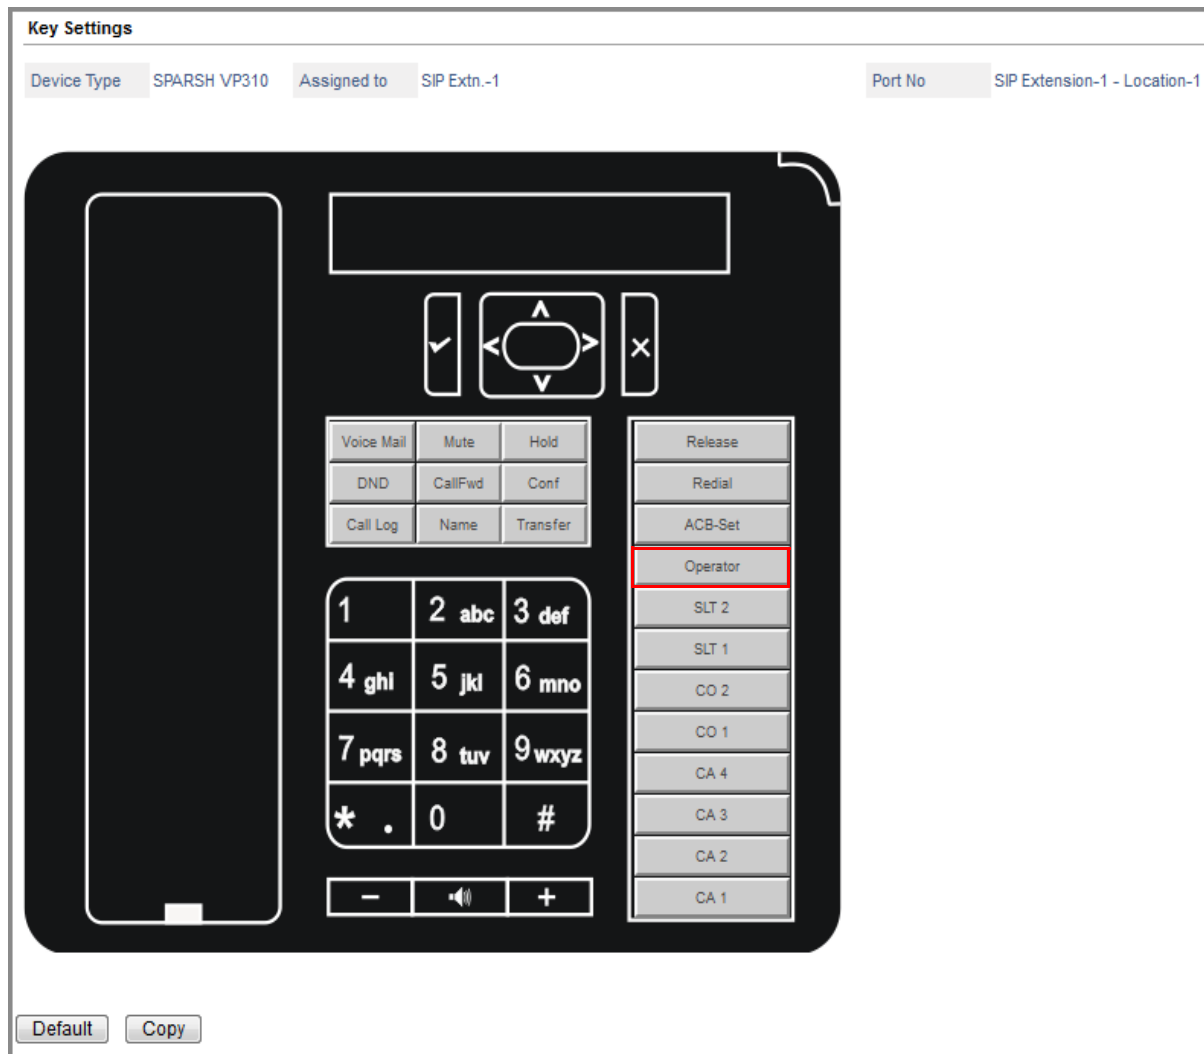 Key Settings
Device Type SPARSH VP310 Assigned to SIP Extn.-1 Port No SIP Extension-1 - Location-1
Voice Mail Mute Hold
DND CallFwd Conf
Call Log Name Transfer
1 2 abc 3 def
4 ghi 5 jkl 6 mno
7 pqrs 8 tuv 9 wxyz
* . 0 #
- +
Release
Redial
ACB-Set
Operator
SLT 2
SLT 1
CO 2
CO 1
CA 4
CA 3
CA 2
CA 1
Default Copy